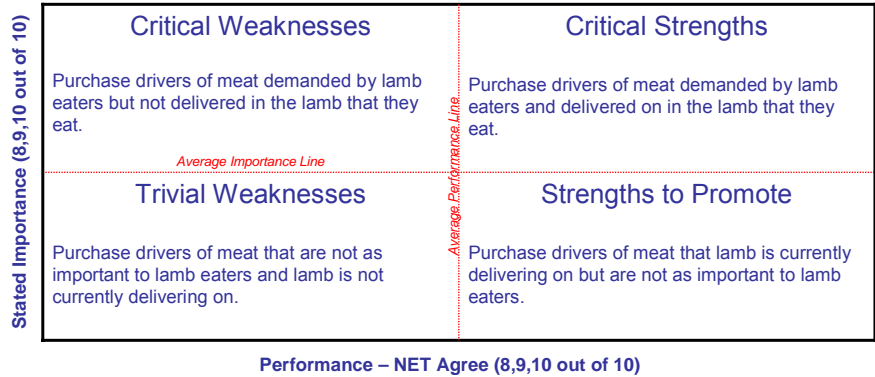 Stated Importance (8,9,10 out of 10)
Critical Weaknesses
Purchase drivers of meat demanded by lamb
eaters but not delivered in the lamb that they
eat.
Average Importance Line
Critical Strengths
Purchase drivers of meat demanded by lamb
eaters and delivered on in the lamb that they
eat.
Average Performance Line
Trivial Weaknesses
Purchase drivers of meat that are not as
important to lamb eaters and lamb is not
currently delivering on.
Strengths to Promote
Purchase drivers of meat that lamb is currently
delivering on but are not as important to lamb
eaters.
Performance – NET Agree (8,9,10 out of 10)